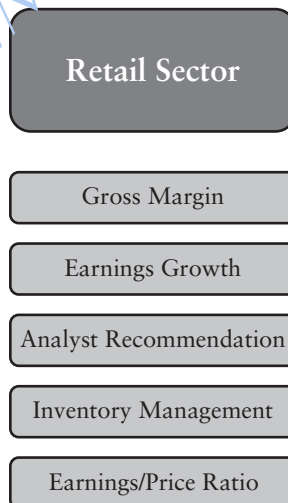 Retail Sector
Gross Margin
Earnings Growth
Analyst Recommendation
Inventory Management
Earnings/Price Ratio